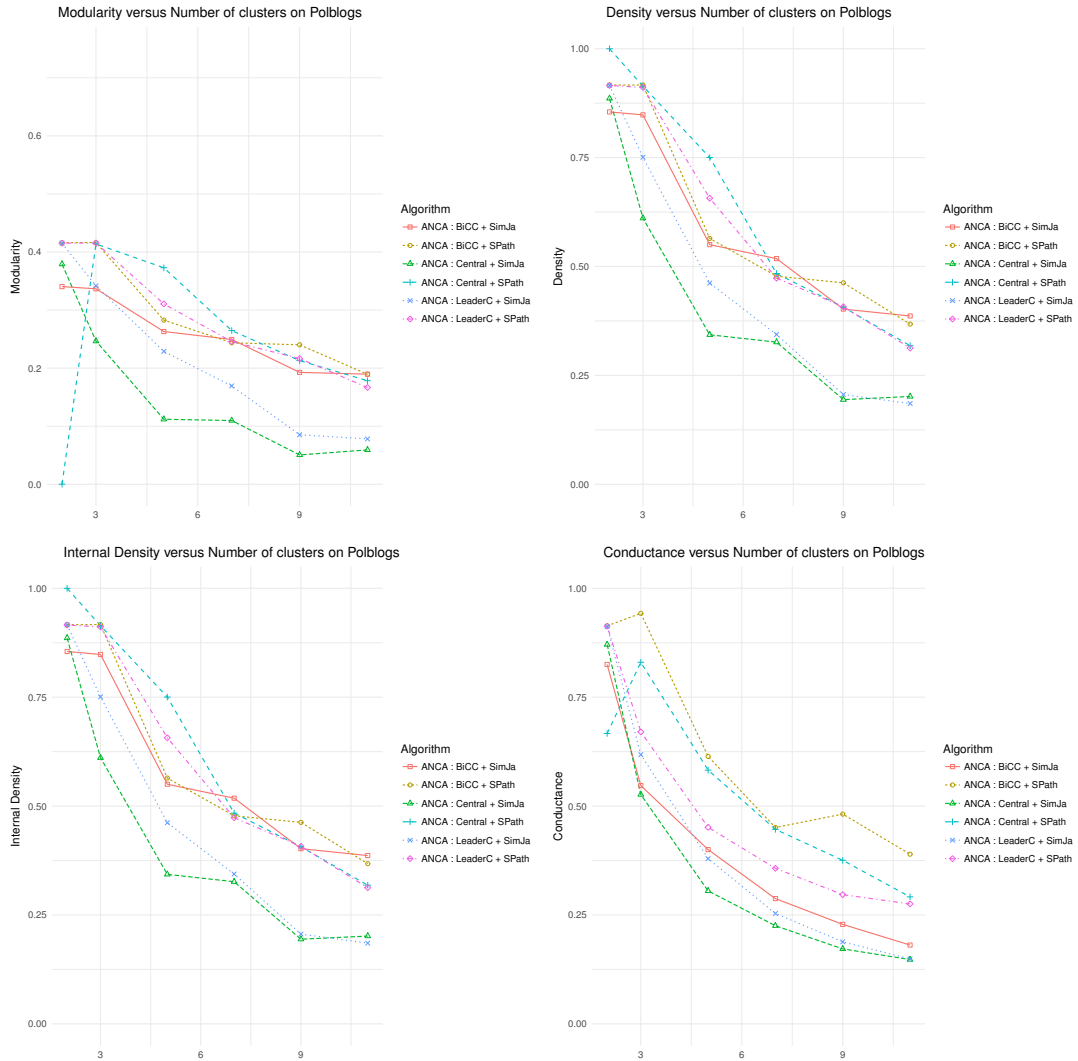 Modularity versus Number of clusters on Polblogs
0.6
0.4
0.2
0.0
Modularity
3
6
9
Algorithm
ANCA : BiCC + SimJa
ANCA : BiCC + SPath
ANCA : Central + SimJa
ANCA : Central + SPath
ANCA : LeaderC + SimJa
ANCA : LeaderC + SPath
Density versus Number of clusters on Polblogs
1.00
0.75
0.50
0.25
0.00
Density
3
6
9
Algorithm
ANCA : BiCC + SimJa
ANCA : BiCC + SPath
ANCA : Central + SimJa
ANCA : Central + SPath
ANCA : LeaderC + SimJa
ANCA : LeaderC + SPath
Internal Density versus Number of clusters on Polblogs
1.00
0.75
0.50
0.25
0.00
Internal Density
3
6
9
Algorithm
ANCA : BiCC + SimJa
ANCA : BiCC + SPath
ANCA : Central + SimJa
ANCA : Central + SPath
ANCA : LeaderC + SimJa
ANCA : LeaderC + SPath
Conductance versus Number of clusters on Polblogs
1.00
0.75
0.50
0.25
0.00
Conductance
3
6
9
Algorithm
ANCA : BiCC + SimJa
ANCA : BiCC + SPath
ANCA : Central + SimJa
ANCA : Central + SPath
ANCA : LeaderC + SimJa
ANCA : LeaderC + SPath